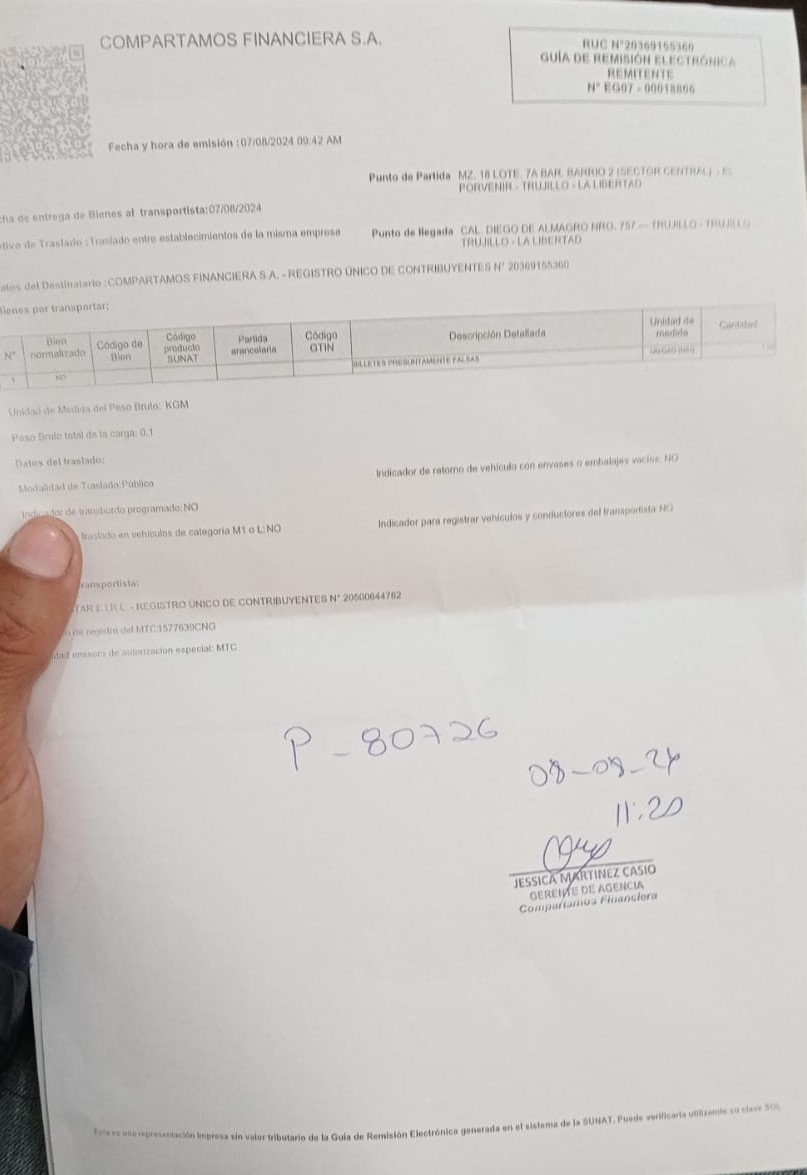 COMPARTAMOS FINANCIERA S.A.
RUC N° 20369155360
GUÍA DE REMISIÓN ELECTRÓNICA
REMITENTE
N° EG07 - 00018806
Fecha y hora de emisión : 07/08/2024 09:42 AM
Punto de Partida MZ. 18 LOTE. 7A BAR. BARRIO 2 (SECTOR CENTRAL) - EL
PORVENIR - TRUJILLO - LA LIBERTAD
cha de entrega de Bienes al transportista:07/08/2024
otivo de Traslado :Traslado entre establecimientos de la misma empresa
Punto de llegada CAL. DIEGO DE ALMAGRO NRO. 757 TRUJILLO - TRUJILLO
TRUJILLO - LA LIBERTAD
atos del Destinatario :COMPARTAMOS FINANCIERA S.A. - REGISTRO ÚNICO DE CONTRIBUYENTES N° 20369155360
Bienes por transportar:
N° Bien normalizado Código de Bien Código producto SUNAT Partida arancelaria Código GTIN Descripción Detallada Unidad de medida Cantidad
1 NO BILLETES PRESUNTAMENTE FALSAS
Unidad de Medida del Peso Bruto: KGM
Peso Bruto total de la carga: 0.1
Datos del traslado:
Modalidad de Traslado:Público
Indicador de retorno de vehículo con envases o embalajes vacíos: NO
Indicador de transbordo programado:NO
traslado en vehículos de categoría M1 o L:NO
Indicador para registrar vehículos y conductores del transportista NO
ransportista:
TAR E.I.R.L. - REGISTRO ÚNICO DE CONTRIBUYENTES N° 20500644762
de registro del MTC:1577639CNG
dad emisora de autorización especial: MTC
P - 80726
08-08-24
11:20
JESSICA MARTINEZ CASIO
GERENTE DE AGENCIA
Compartamos Financiera
Esta es una representación impresa sin valor tributario de la Guía de Remisión Electrónica generada en el sistema de la SUNAT. Puede verificarla utilizando su clave SOL